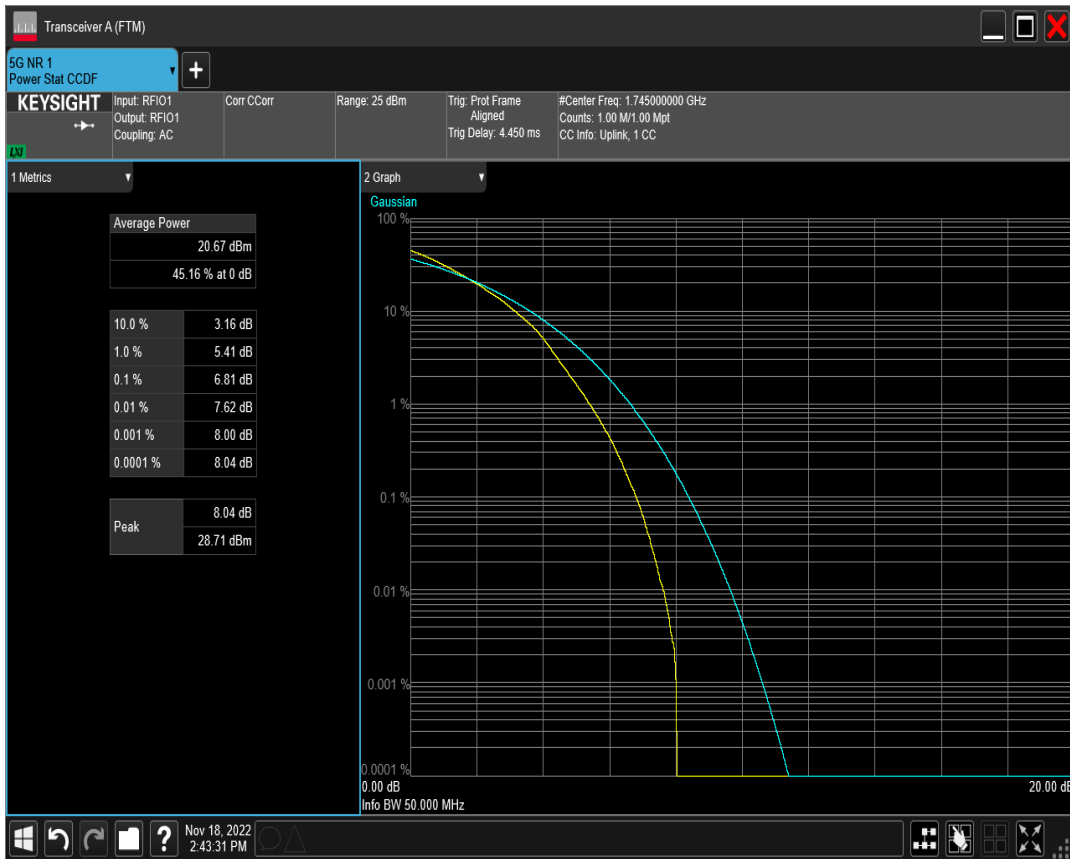 Transceiver A (FTM)
5G NR 1
Power Stat CCDF
+
KEYSIGHT
LXI
Input: RFIO1
Output: RFIO1
Coupling: AC
Corr CCorr
Range: 25 dBm
Trig: Prot Frame
Aligned
Trig Delay: 4.450 ms
#Center Freq: 1.745000000 GHz
Counts: 1.00 M/1.00 Mpt
CC Info: Uplink, 1 CC
1 Metrics
Average Power
20.67 dBm
45.16 % at 0 dB
10.0 % 3.16 dB
1.0 % 5.41 dB
0.1 % 6.81 dB
0.01 % 7.62 dB
0.001 % 8.00 dB
0.0001 % 8.04 dB
Peak
8.04 dB
28.71 dBm
2 Graph
Gaussian
100 %
10 %
1 %
0.1 %
0.01 %
0.001 %
0.0001 %
0.00 dB 20.00 dB
Info BW 50.000 MHz
?
Nov 18, 2022
2:43:31 PM